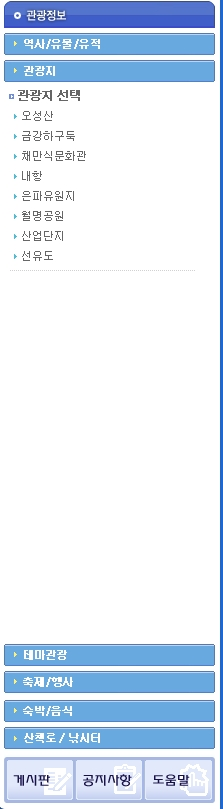 관광정보
역사/유물/유적
관광지
관광지 선택
오성산
금강하구둑
채만식문화관
내항
은파유원지
월명공원
산업단지
선유도
테마관광
축제/행사
숙박/음식
산책로 / 낚시터
게시판 공지사항 도움말